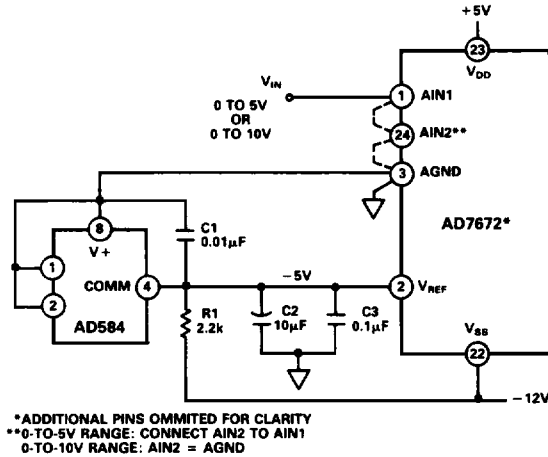 +5V
23
VDD
VIN
1
AIN1
0 TO 5V
OR
0 TO 10V
24
AIN2**
3
AGND
AD7672*
8
V+
C1
0.01µF
1
COMM
4
−5V
2
VREF
2
AD584
R1
2.2k
C2
10µF
C3
0.1µF
VSS
22
−12V
*ADDITIONAL PINS OMMITED FOR CLARITY
**0-TO-5V RANGE: CONNECT AIN2 TO AIN1
0-TO-10V RANGE: AIN2 = AGND